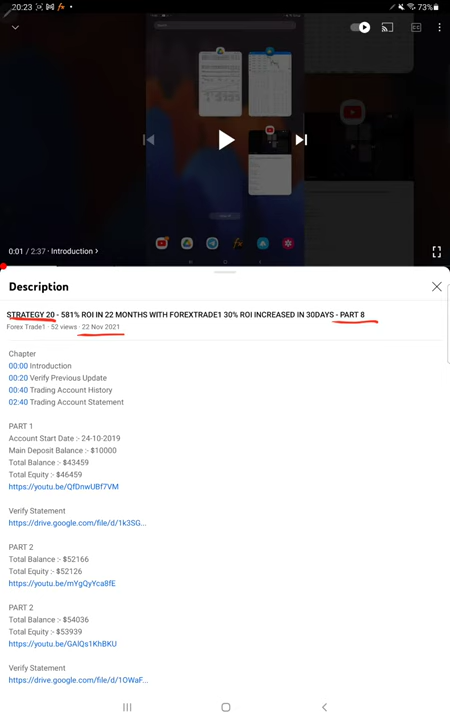 20:23
73%
0:01 / 2:37 · Introduction >
Description
STRATEGY 20 - 581% ROI IN 22 MONTHS WITH FOREXTRADE1 30% ROI INCREASED IN 30DAYS - PART 8
Forex Trade1 · 52 views · 22 Nov 2021
Chapter
00:00 Introduction
00:20 Verify Previous Update
00:40 Trading Account History
02:40 Trading Account Statement
PART 1
Account Start Date :- 24-10-2019
Main Deposit Balance :- $10000
Total Balance :- $43459
Total Equity :- $46459
https://youtu.be/QfDnwUBf7VM
Verify Statement
https://drive.google.com/file/d/1k3SG...
PART 2
Total Balance :- $52166
Total Equity :- $52126
https://youtu.be/mYgQyYca8fE
PART 2
Total Balance :- $54036
Total Equity :- $53939
https://youtu.be/GAlQs1KhBKU
Verify Statement
https://drive.google.com/file/d/1OWaF...